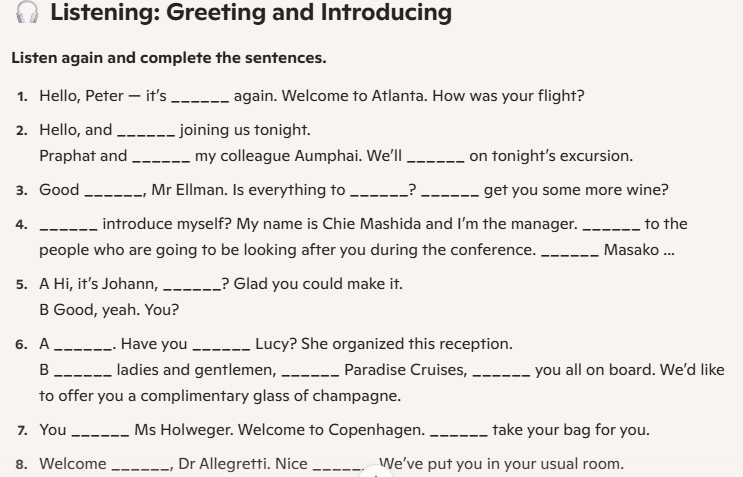 Listening: Greeting and Introducing
Listen again and complete the sentences.
1. Hello, Peter — it's ______ again. Welcome to Atlanta. How was your flight?
2. Hello, and ______ joining us tonight.
Praphat and ______ my colleague Aumphai. We'll ______ on tonight's excursion.
3. Good ______, Mr Ellman. Is everything to ______? ______ get you some more wine?
4. ______ introduce myself? My name is Chie Mashida and I'm the manager. ______ to the
people who are going to be looking after you during the conference. ______ Masako ...
5. A Hi, it's Johann, ______? Glad you could make it.
B Good, yeah. You?
6. A ______. Have you ______ Lucy? She organized this reception.
B ______ ladies and gentlemen, ______ Paradise Cruises, ______ you all on board. We'd like
to offer you a complimentary glass of champagne.
7. You ______ Ms Holweger. Welcome to Copenhagen. ______ take your bag for you.
8. Welcome ______, Dr Allegretti. Nice ______. We've put you in your usual room.